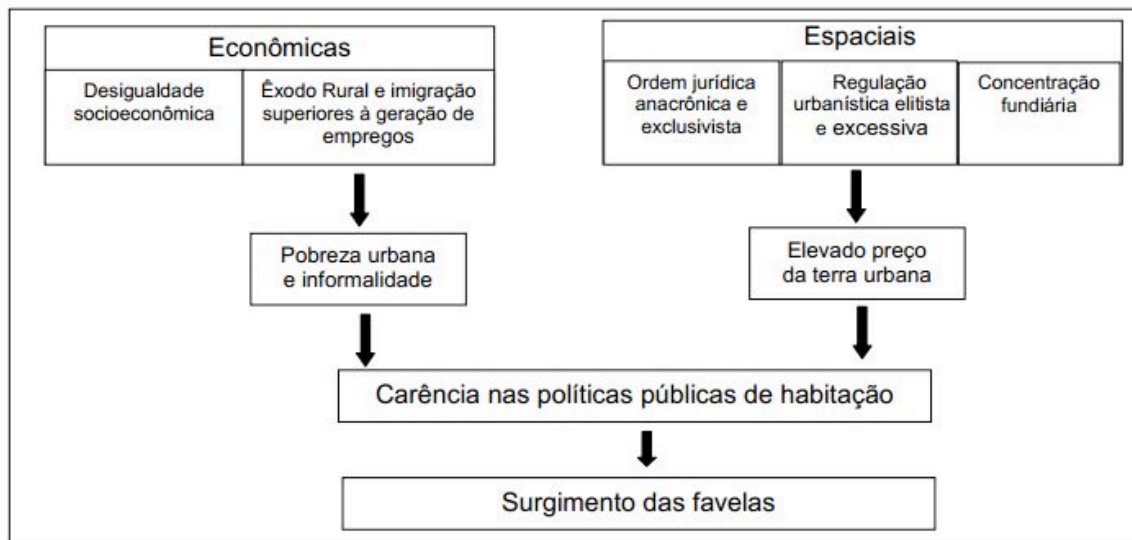 Econômicas
Desigualdade
socioeconômica
Êxodo Rural e imigração
superiores à geração de
empregos
Espaciais
Ordem jurídica
anacrônica e
exclusivista
Regulação
urbanística elitista
e excessiva
Concentração
fundiária
Pobreza urbana
e informalidade
Elevado preço
da terra urbana
Carência nas políticas públicas de habitação
Surgimento das favelas